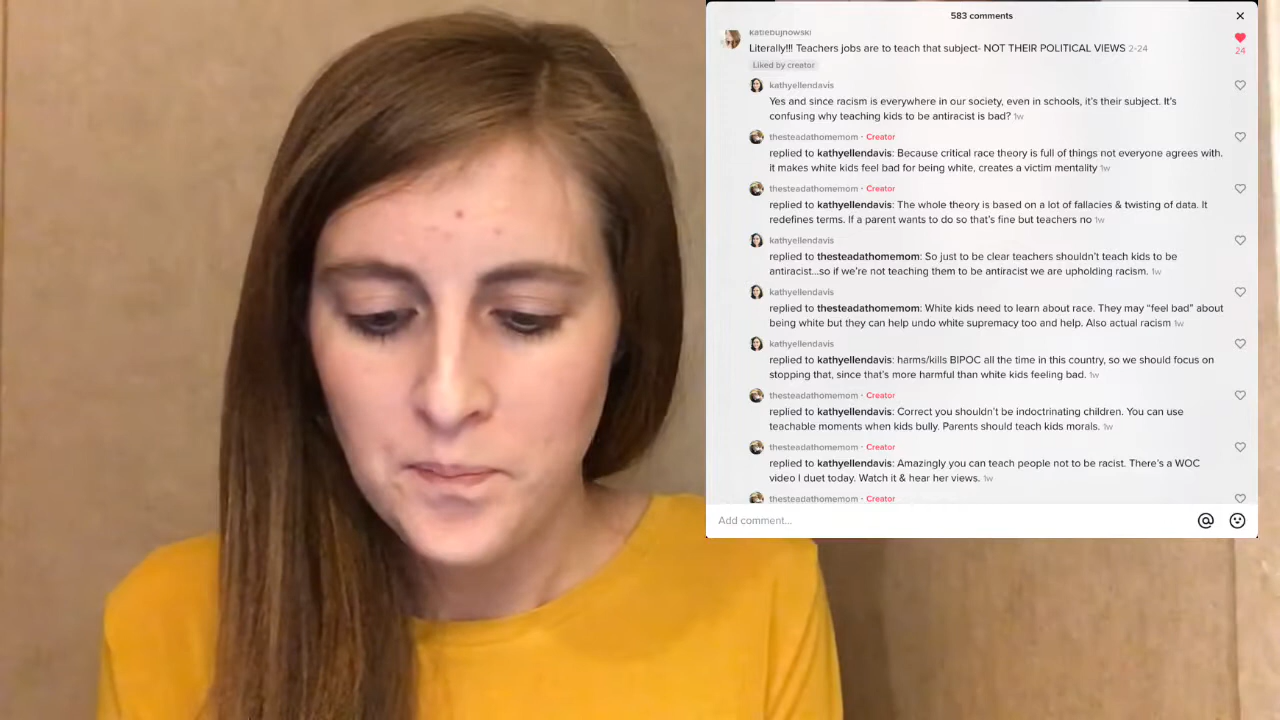 583 comments
katiebujnowski
Literally!!! Teachers jobs are to teach that subject- NOT THEIR POLITICAL VIEWS 2-24
24
Liked by creator
kathyellendavis
Yes and since racism is everywhere in our society, even in schools, it's their subject. It's
confusing why teaching kids to be antiracist is bad? 1w
thesteadathomemom · Creator
replied to kathyellendavis: Because critical race theory is full of things not everyone agrees with.
it makes white kids feel bad for being white, creates a victim mentality 1w
thesteadathomemom · Creator
replied to kathyellendavis: The whole theory is based on a lot of fallacies & twisting of data. It
redefines terms. If a parent wants to do so that's fine but teachers no 1w
kathyellendavis
replied to thesteadathomemom: So just to be clear teachers shouldn't teach kids to be
antiracist...so if we're not teaching them to be antiracist we are upholding racism. 1w
kathyellendavis
replied to thesteadathomemom: White kids need to learn about race. They may “feel bad” about
being white but they can help undo white supremacy too and help. Also actual racism 1w
kathyellendavis
replied to kathyellendavis: harms/kills BIPOC all the time in this country, so we should focus on
stopping that, since that's more harmful than white kids feeling bad. 1w
thesteadathomemom · Creator
replied to kathyellendavis: Correct you shouldn't be indoctrinating children. You can use
teachable moments when kids bully. Parents should teach kids morals. 1w
thesteadathomemom · Creator
replied to kathyellendavis: Amazingly you can teach people not to be racist. There's a WOC
video I duet today. Watch it & hear her views. 1w
thesteadathomemom · Creator
Add comment...